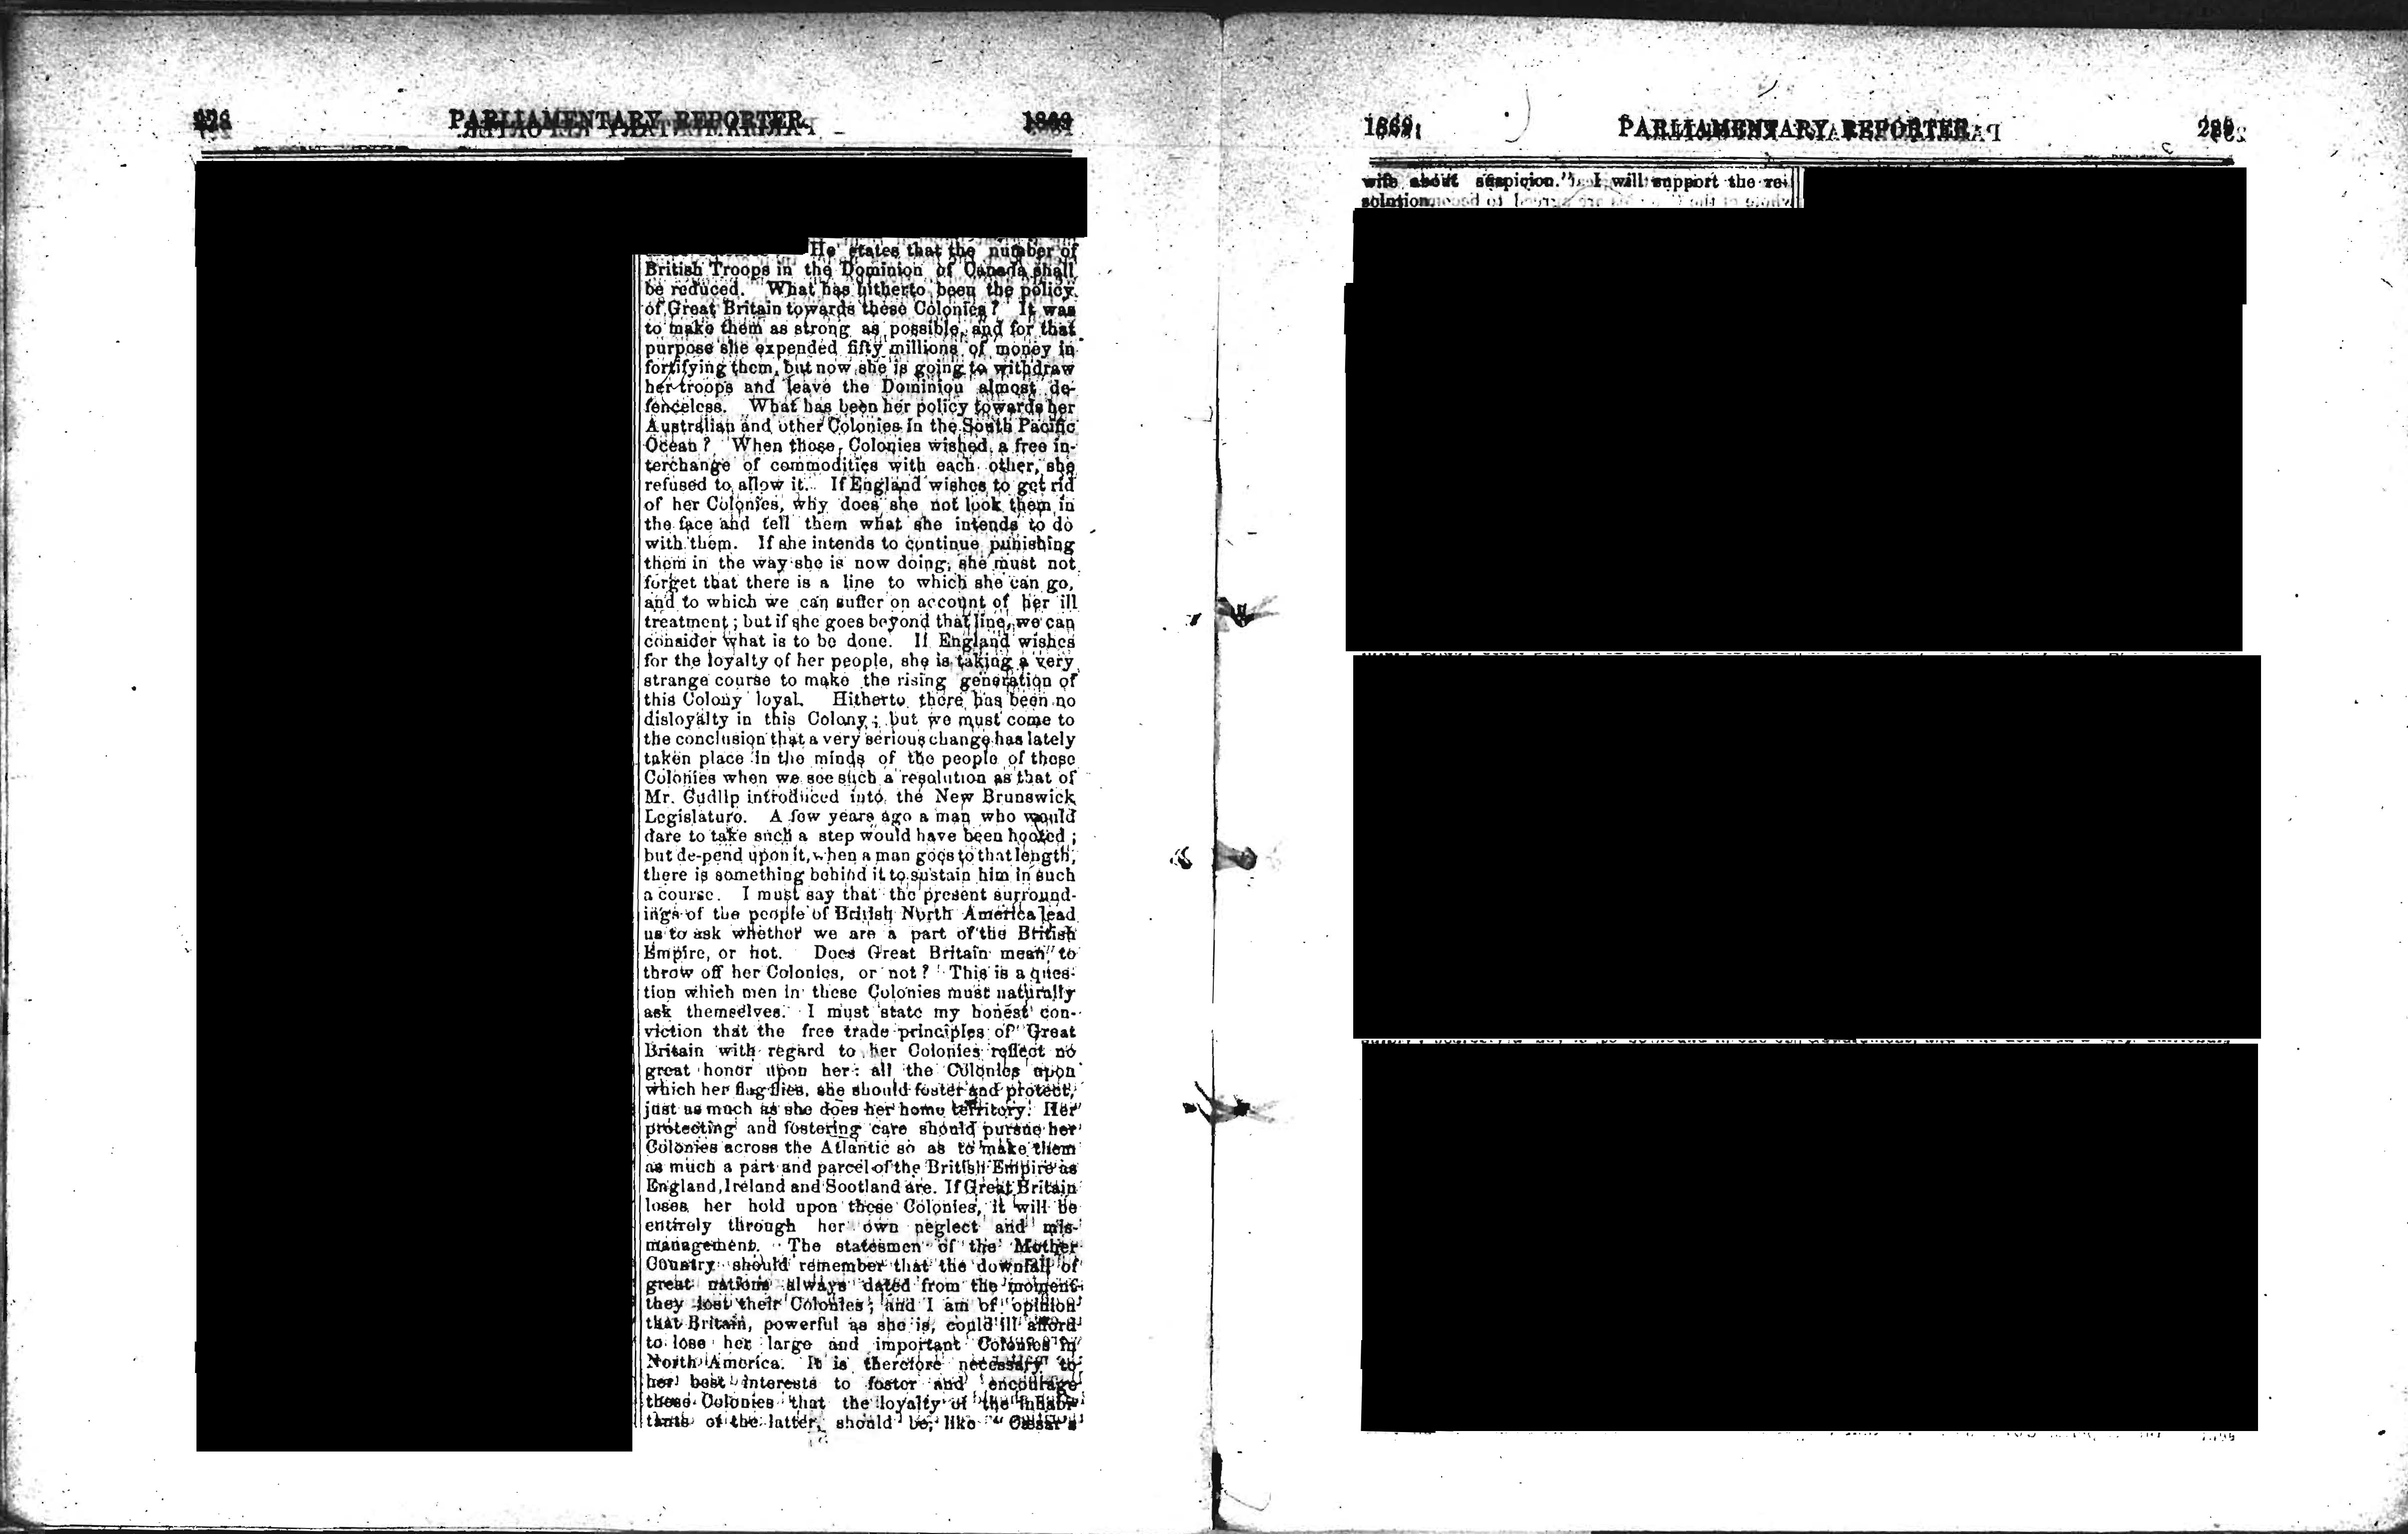 PARLIAMENTARY REPORTER.
He states that the number of
British Troops in the Dominion of Canada shall
be reduced. What has hitherto been the policy
of Great Britain towards these Colonies? It was
to make them as strong as possible, and for that
purpose she expended fifty millions of money in
fortifying them, but now she is going to withdraw
her troops and leave the Dominion almost de-
fenceless. What has been her policy towards her
Australian and other Colonies in the South Pacific
Ocean? When those Colonies wished a free in-
terchange of commodities with each other, she
refused to allow it. If England wishes to get rid
of her Colonies, why does she not look them in
the face and tell them what she intends to do
with them. If she intends to continue punishing
them in the way she is now doing, she must not
forget that there is a line to which she can go,
and to which we can suffer on account of her ill
treatment; but if she goes beyond that line, we can
consider what is to be done. If England wishes
for the loyalty of her people, she is taking a very
strange course to make the rising generation of
this Colony loyal. Hitherto there has been no
disloyalty in this Colony; but we must come to
the conclusion that a very serious change has lately
taken place in the minds of the people of these
Colonies when we see such a resolution as that of
Mr. Cudlip introduced into the New Brunswick
Legislature. A few years ago a man who would
dare to take such a step would have been hooted;
but de-pend upon it, when a man goes to that length,
there is something behind it to sustain him in such
a course. I must say that the present surround-
ings of the people of British North America lead
us to ask whether we are a part of the British
Empire, or not. Does Great Britain mean to
throw off her Colonies, or not? This is a ques-
tion which men in these Colonies must naturally
ask themselves. I must state my honest con-
viction that the free trade principles of Great
Britain with regard to her Colonies reflect no
great honor upon her: all the Colonies upon
which her flag flies, she should foster and protect,
just as much as she does her home territory. Her
protecting and fostering care should pursue her
Colonies across the Atlantic so as to make them
as much a part and parcel of the British Empire as
England, Ireland and Scotland are. If Great Britain
loses her hold upon these Colonies, it will be
entirely through her own neglect and mis-
management. The statesmen of the Mother
Country should remember that the downfall of
great nations always dated from the moment
they lost their Colonies; and I am of opinion
that Britain, powerful as she is, could ill afford
to lose her large and important Colonies in
North America. It is therefore necessary to
her best interests to foster and encourage
these Colonies that the loyalty of the inhabi-
tants of the latter, should be, like "Cæsar's
1869.
PARLIAMENTARY REPORTER.
wife about suspicion." I will support the re-
solution.